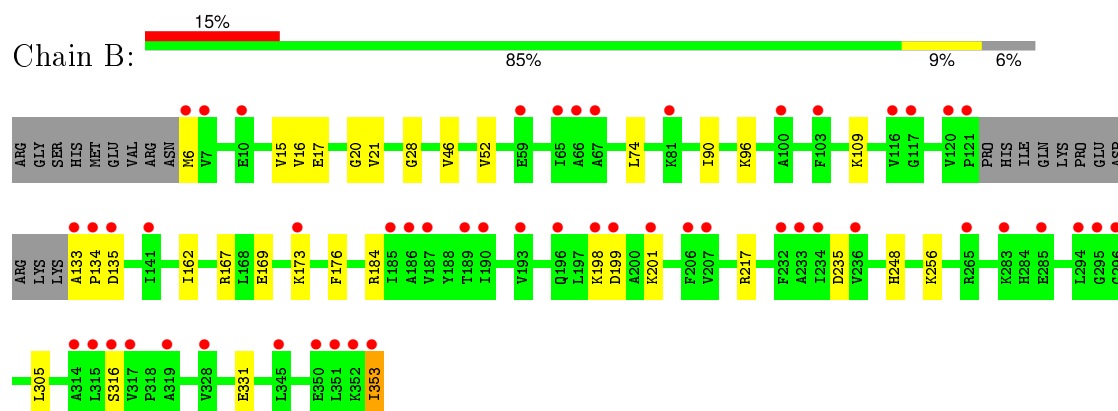 15%
Chain B:
85% 9% 6%
ARG GLY SER HIS MET GLU VAL ARG ASN M6 V7 E10 V15 V16 E17 G20 V21 G28 V46 V52 E59 I65 A66 A67 L74 K81 I90 K96 A100 F103 K109 V116 G117 V120 P121 PRO HIS ILE GLN LYS PRO GLU ASP
ARG LYS LYS A133 P134 D135 I141 I162 R167 L168 E169 K173 F176 R184 I185 A186 V187 Y188 T189 I190 V193 Q196 L197 K198 D199 A200 K201 F206 V207 R217 F232 A233 I234 D235 V236 H248 K256 R265 K283 H284 E285 L294 G295
L305 A314 L315 S316 V317 P318 A319 V328 E331 L345 E350 L351 K352 I353